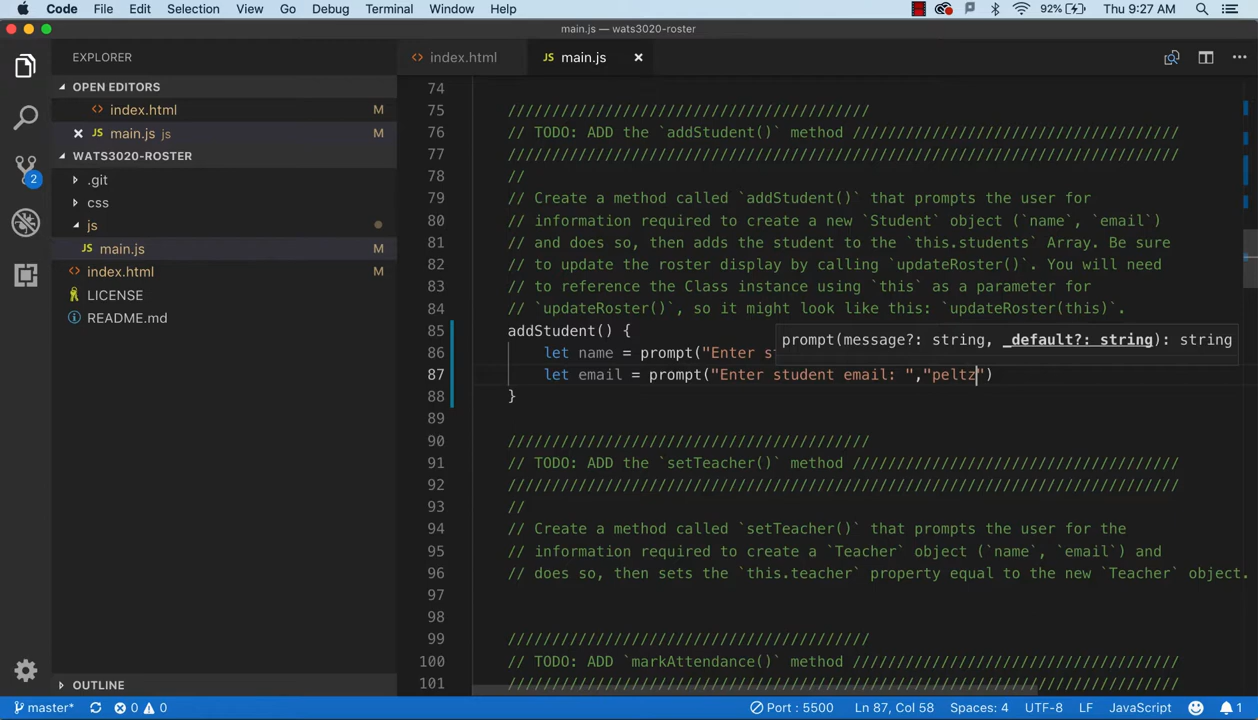 Code File Edit Selection View Go Debug Terminal Window Help 92% Thu 9:27 AM
main.js — wats3020-roster
EXPLORER
<> index.html
JS main.js ×
OPEN EDITORS
<> index.html M
× JS main.js js M
WATS3020-ROSTER
.git
css
js
JS main.js M
<> index.html M
LICENSE
README.md
2
OUTLINE
74
75 /////////////////////////////////////////
76 // TODO: ADD the `addStudent()` method /////////////////////////////////////
77 ////////////////////////////////////////////////////////////////////////////
78 //
79 // Create a method called `addStudent()` that prompts the user for
80 // information required to create a new `Student` object (`name`, `email`)
81 // and does so, then adds the student to the `this.students` Array. Be sure
82 // to update the roster display by calling `updateRoster()`. You will need
83 // to reference the Class instance using `this` as a parameter for
84 // `updateRoster()`, so it might look like this: `updateRoster(this)`.
85 addStudent() {
prompt(message?: string, _default?: string): string
86 let name = prompt("Enter s
87 let email = prompt("Enter student email: ","peltz")
88 }
89
90 /////////////////////////////////////////
91 // TODO: ADD the `setTeacher()` method /////////////////////////////////////
92 ////////////////////////////////////////////////////////////////////////////
93 //
94 // Create a method called `setTeacher()` that prompts the user for the
95 // information required to create a `Teacher` object (`name`, `email`) and
96 // does so, then sets the `this.teacher` property equal to the new `Teacher` object.
97
98
99 /////////////////////////////////////////
100 // TODO: ADD `markAttendance()` method /////////////////////////////////////
101 ////////////////////////////////////////////////////////////////////////////
master* 0 0 Port : 5500 Ln 87, Col 58 Spaces: 4 UTF-8 LF JavaScript 1